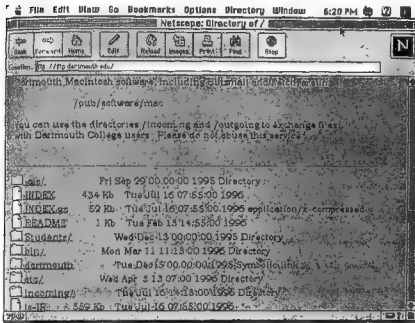 File Edit View Go Bookmarks Options Directory Window 6:20 PM
Netscape: Directory of /
Back Forward Home Edit Reload Images Print Find Stop
N
Location: ftp://ftp.dartmouth.edu/
Dartmouth Macintosh software, including
/pub/software/mac
you can use the directories /incoming and /outgoing to exchange files
with Dartmouth College users. Please do not abuse this service.
Fri Sep 29 00:00:00 1995 Directory
INDEX 434 Kb Tue Jul 16 07:55:00 1996
INDEX.gz 52 Kb Tue Jul 16 07:55:00 1996 application/x-compressed
README 1 Kb Tue Feb 13 14:55:00 1996
Students/ Wed Dec 13 00:00:00 1995 Directory
bin/ Mon Mar 11 11:13:00 1996 Directory
dartmouth Tue Dec 5 00:00:00 1995 Symbolic link
etc/ Wed Apr 3 13:07:00 1996 Directory
incoming/ Tue Jul 16 14:18:00 1996 Directory
ls-lR 559 Kb Tue Jul 16 07:55:00 1996